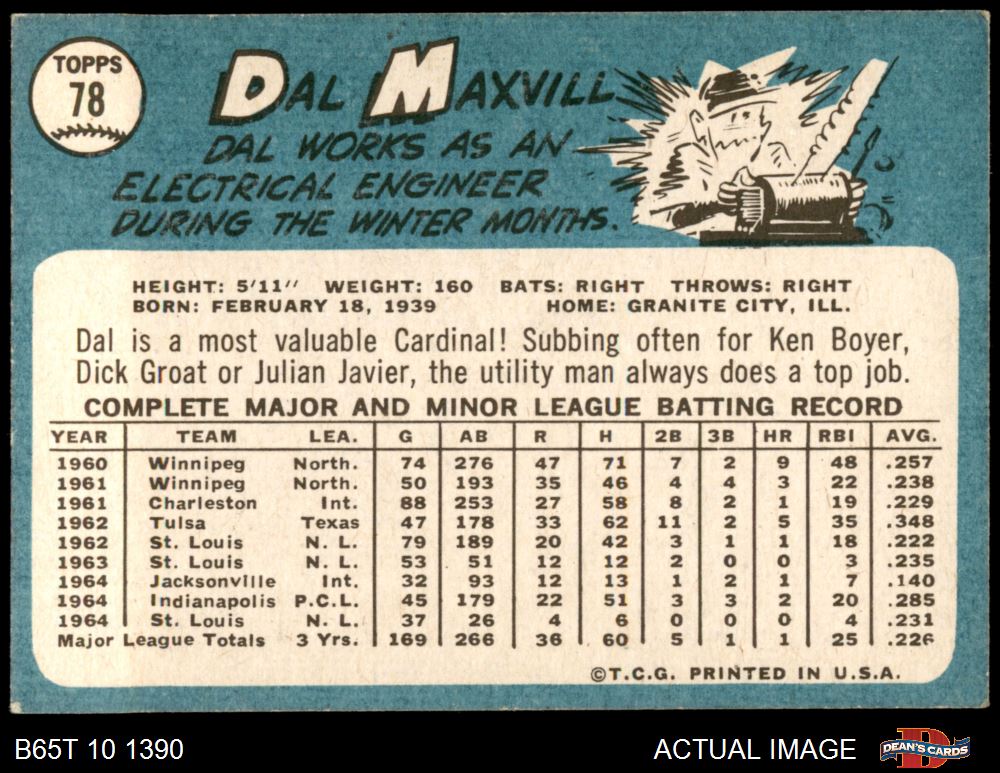 TOPPS
78
DAL MAXVILL
DAL WORKS AS AN
ELECTRICAL ENGINEER
DURING THE WINTER MONTHS.
HEIGHT: 5'11" WEIGHT: 160 BATS: RIGHT THROWS: RIGHT
BORN: FEBRUARY 18, 1939 HOME: GRANITE CITY, ILL.
Dal is a most valuable Cardinal! Subbing often for Ken Boyer,
Dick Groat or Julian Javier, the utility man always does a top job.
COMPLETE MAJOR AND MINOR LEAGUE BATTING RECORD
YEAR TEAM LEA. G AB R H 2B 3B HR RBI AVG.
1960 Winnipeg North. 74 276 47 71 7 2 9 48 .257
1961 Winnipeg North. 50 193 35 46 4 4 3 22 .238
1961 Charleston Int. 88 253 27 58 8 2 1 19 .229
1962 Tulsa Texas 47 178 33 62 11 2 5 35 .348
1962 St. Louis N. L. 79 189 20 42 3 1 1 18 .222
1963 St. Louis N. L. 53 51 12 12 2 0 0 3 .235
1964 Jacksonville Int. 32 93 12 13 1 2 1 7 .140
1964 Indianapolis P.C.L. 45 179 22 51 3 3 2 20 .285
1964 St. Louis N. L. 37 26 4 6 0 0 0 4 .231
Major League Totals 3 Yrs. 169 266 36 60 5 1 1 25 .226
©T.C.G. PRINTED IN U.S.A.
B65T 10 1390 ACTUAL IMAGE DEAN'S CARDS